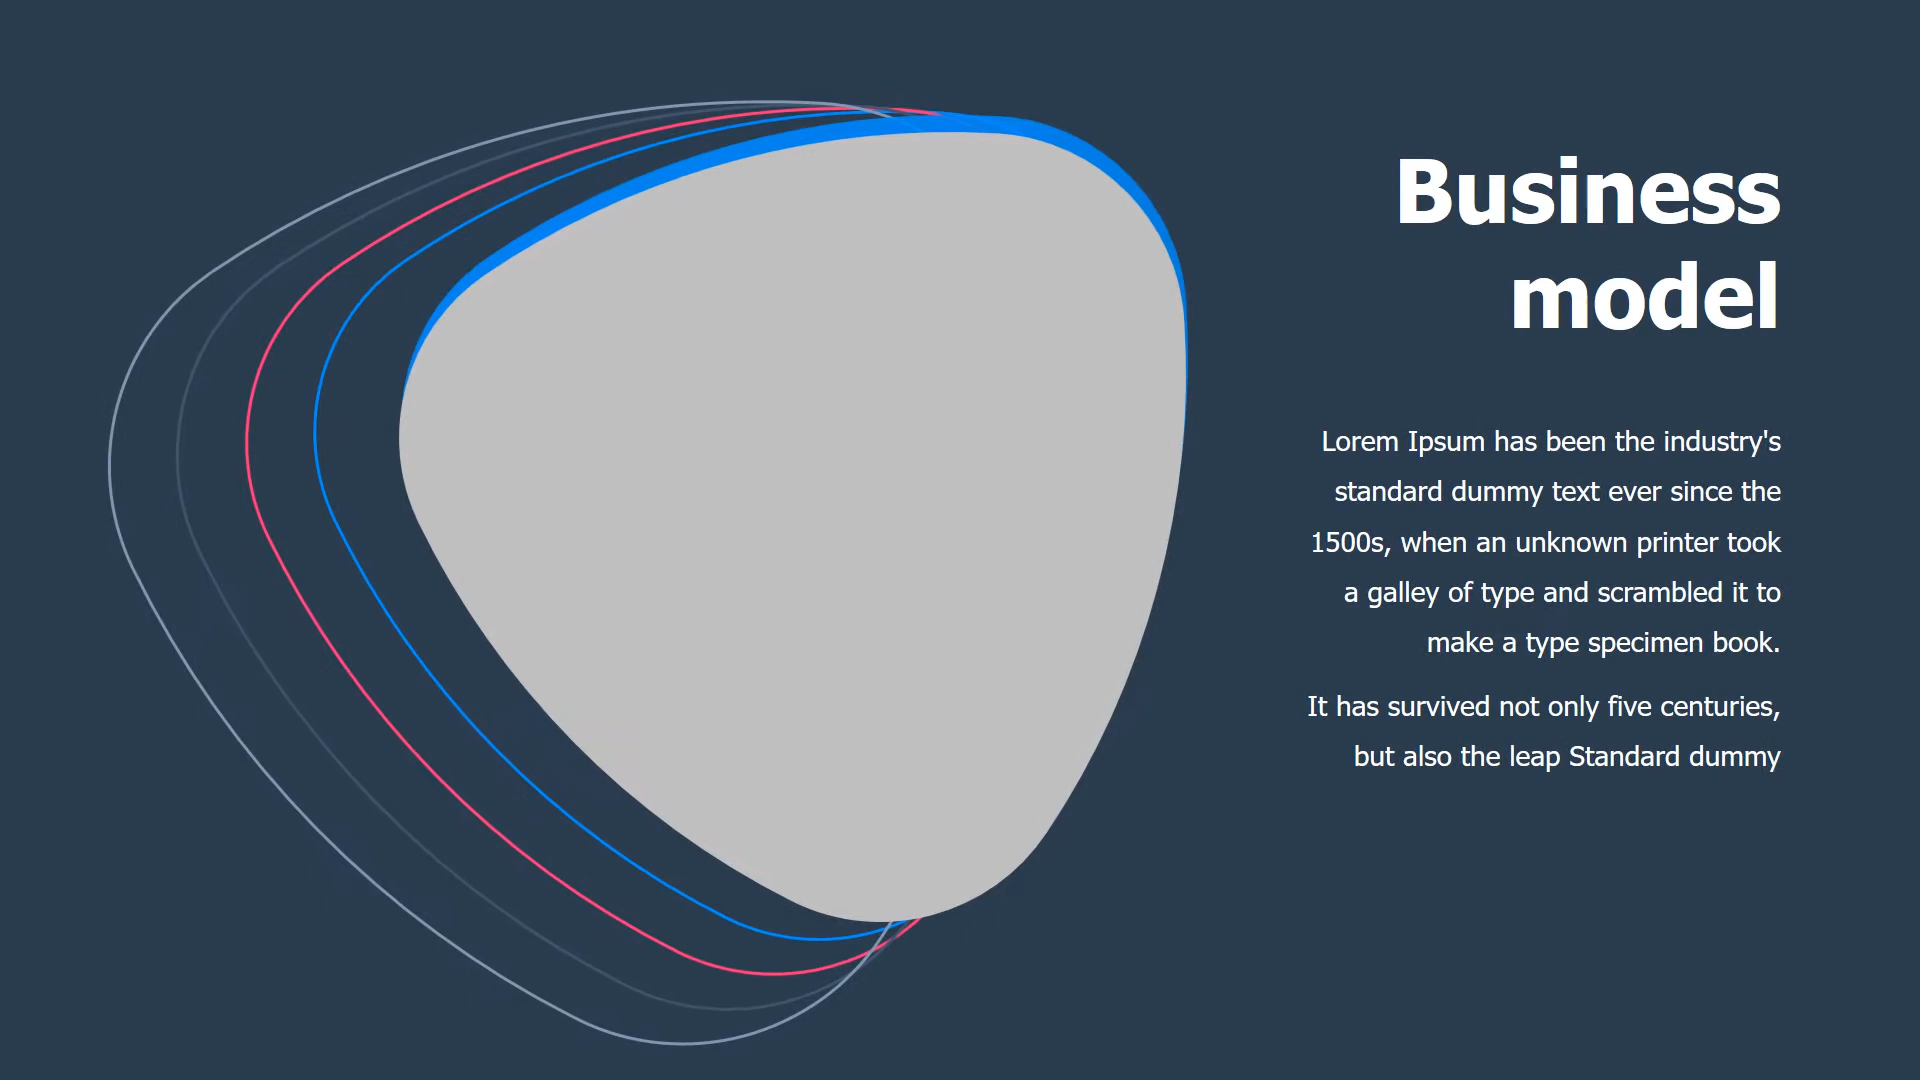 Business
model
Lorem Ipsum has been the industry's
standard dummy text ever since the
1500s, when an unknown printer took
a galley of type and scrambled it to
make a type specimen book.
It has survived not only five centuries,
but also the leap Standard dummy